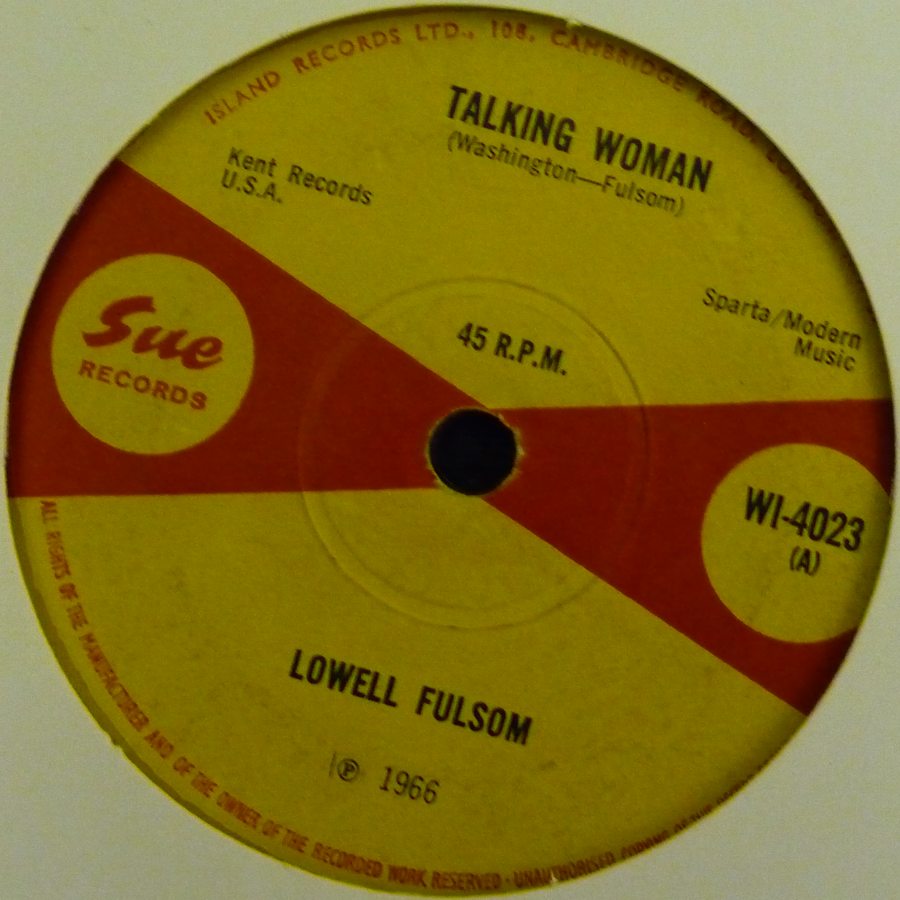 ISLAND RECORDS LTD., 108, CAMBRIDGE ROAD,
TALKING WOMAN
(Washington—Fulsom)
Kent Records
U.S.A.
Sparta/Modern
Music
45 R.P.M.
Sue
RECORDS
WI-4023
(A)
LOWELL FULSOM
℗ 1966
ALL RIGHTS OF THE MANUFACTURER AND OF THE OWNER OF THE RECORDED WORK RESERVED · UNAUTHORISED